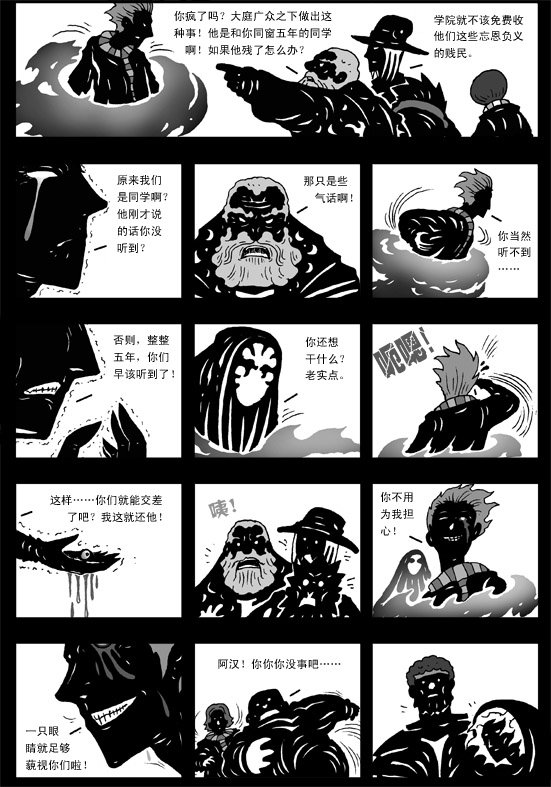 你疯了吗？大庭广众之下做出这
种事！他是和你同窗五年的同学
啊！如果他残了怎么办？
学院就不该免费收
他们这些忘恩负义
的贱民。
原来我们
是同学啊？
他刚才说
的话你没
听到？
那只是些
气话啊！
你当然
听不到
……
否则，整整
五年，你们
早该听到了！
你还想
干什么？
老实点。
呃嗯！
这样……你们就能交差
了吧？我这就还他！
咦！
你不用
为我担
心！
一只眼
睛就足够
藐视你们啦！
阿汉！你你你没事吧……